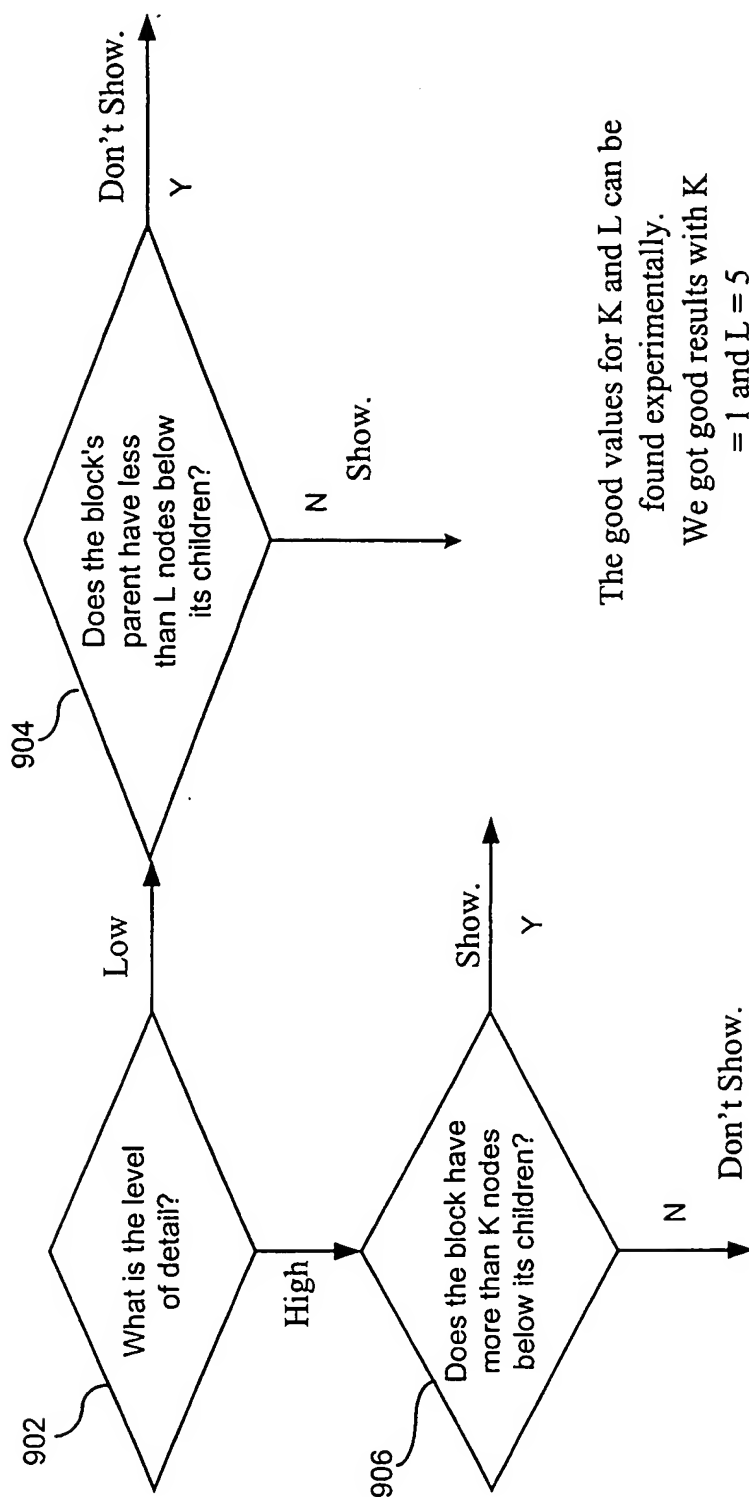 902
What is the level
of detail?
Low
High
904
Does the block's
parent have less
than L nodes below
its children?
Don't Show.
Y
N
Show.
906
Does the block have
more than K nodes
below its children?
Show.
Y
N
Don't Show.
The good values for K and L can be
found experimentally.
We got good results with K
= 1 and L = 5